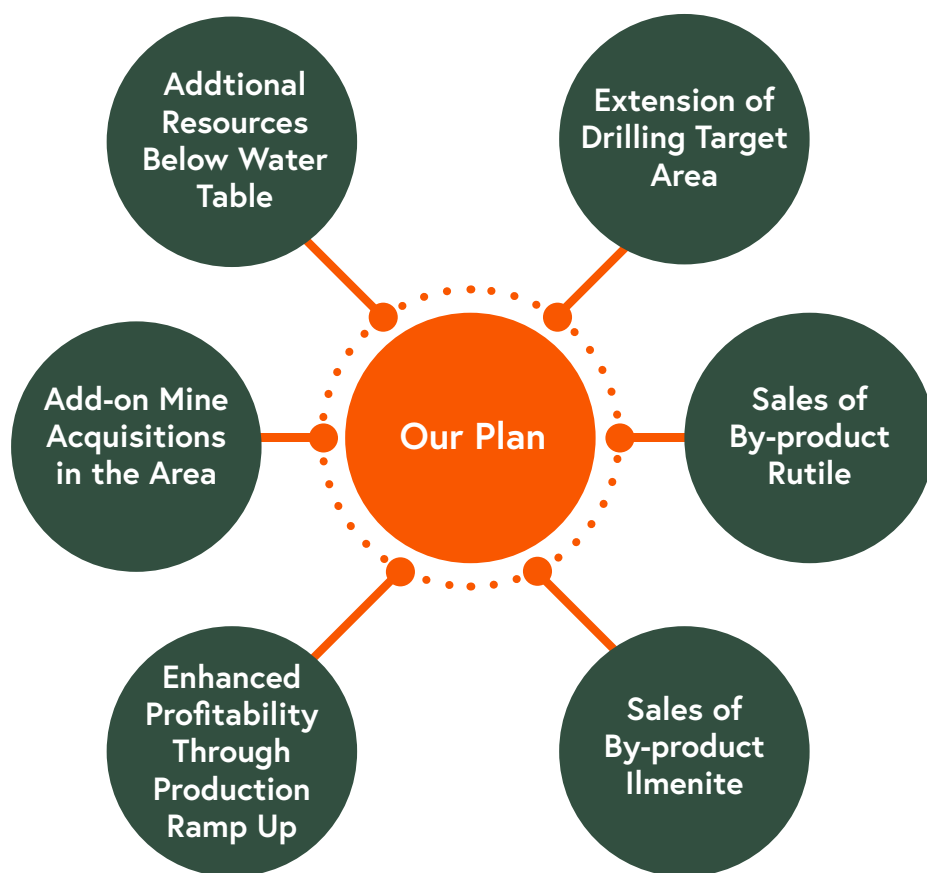 Addtional
Resources
Below Water
Table
Extension of
Drilling Target
Area
Add-on Mine
Acquisitions
in the Area
Our Plan
Sales of
By-product
Rutile
Enhanced
Profitability
Through
Production
Ramp Up
Sales of
By-product
Ilmenite